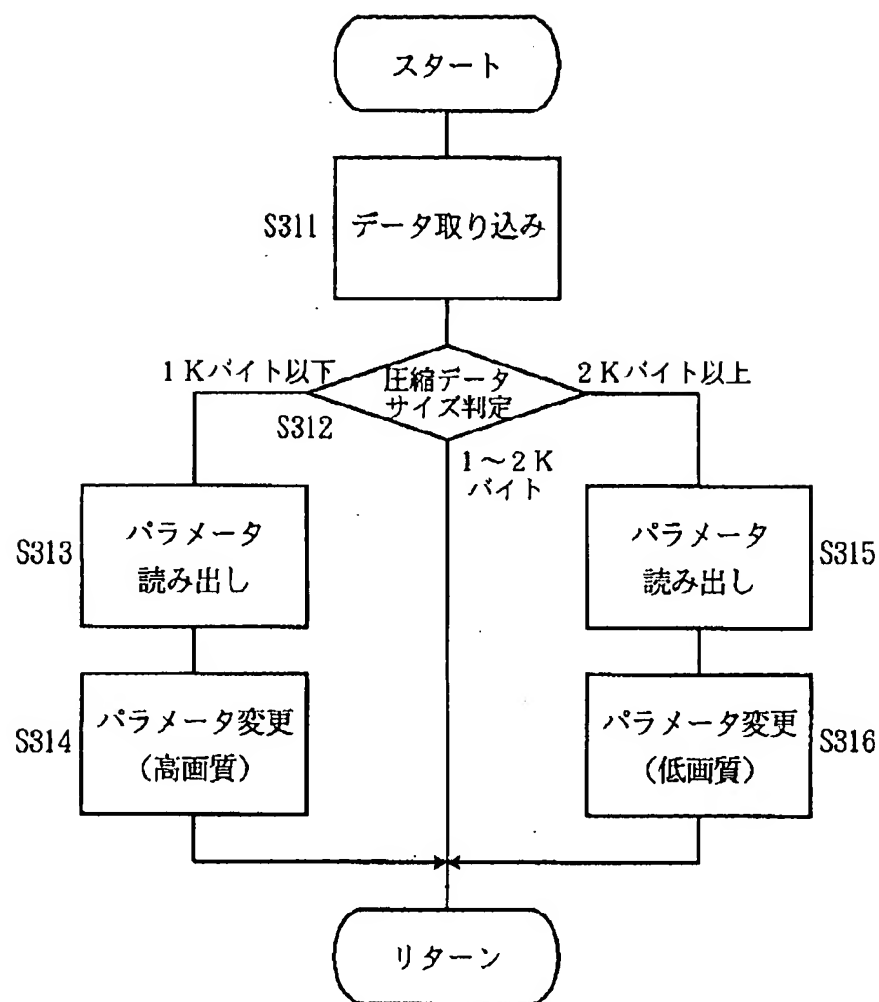 スタート
S311
データ取り込み
1Kバイト以下
圧縮データ
サイズ判定
2Kバイト以上
S312
1～2K
バイト
S313
パラメータ
読み出し
パラメータ
読み出し
S315
S314
パラメータ変更
(高画質)
パラメータ変更
(低画質)
S316
リターン